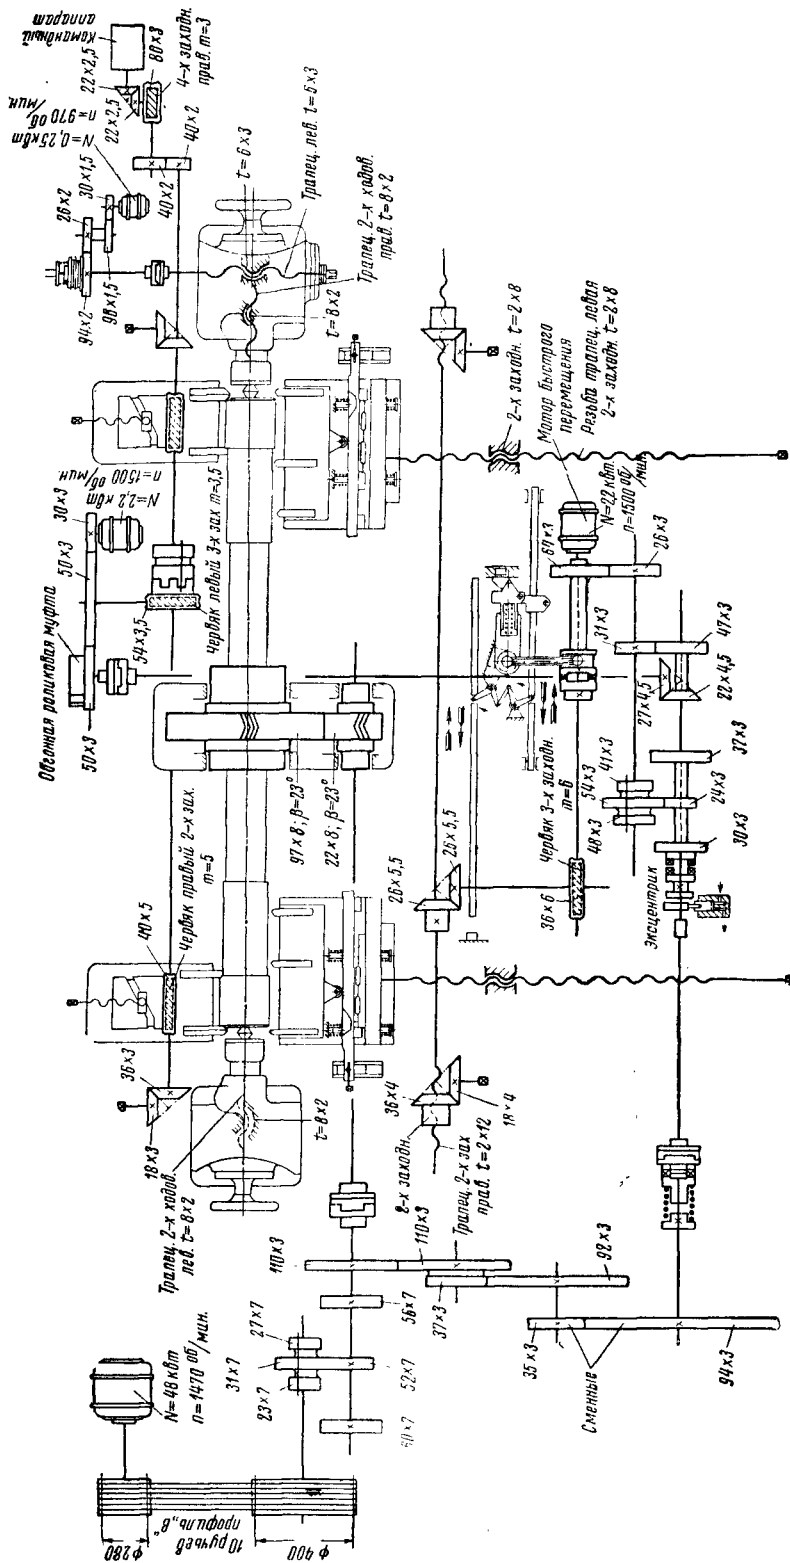 Ф 280
10 ручьев
профиль „В”
Ф 400
N=48 квт
n=1470 об/мин.
27×7
31×7
23×7
56×7
52×7
60×7
110×3
110×3
37×3
92×3
35×3
Сменные
94×3
Трапец. 2-х ходов.
лев. t=8×2
18×3
36×3
t=8×2
40×5
Червяк правый 2-х зах.
m=5
36×4
18×4
2-х заходн.
Трапец. 2-х зах
прав. t=2×12
97×8; β=23°
22×8; β=23°
26×5,5
26×5,5
Обгонная роликовая муфта
50×3
50×3
30×3
N=2,2 квт
n=1500 об/мин.
54×3,5
Червяк левый 3-х зах m=3,5
36×6
Червяк 3-х заходн.
m=6
Эксцентрик
48×3
54×3
41×3
30×3
24×3
37×3
27×4,5
22×4,5
31×3
47×3
67×3
26×3
N=22 квт.
n=1500 об/мин
Мотор быстрого
перемещения
2-х заходн. t=2×8
Резьба трапец. левая
2-х заходн. t=2×8
94×2
98×1,5
26×2
30×1,5
N=0,25 квт
n=970 об/мин.
t=6×3
Трапец. лев. t=6×3
t=8×2
Трапец. 2-х ходов.
прав. t=8×2
40×2
40×2
22×2,5
22×2,5
80×3
4-х заходн.
прав. m=3
Командный
аппарат